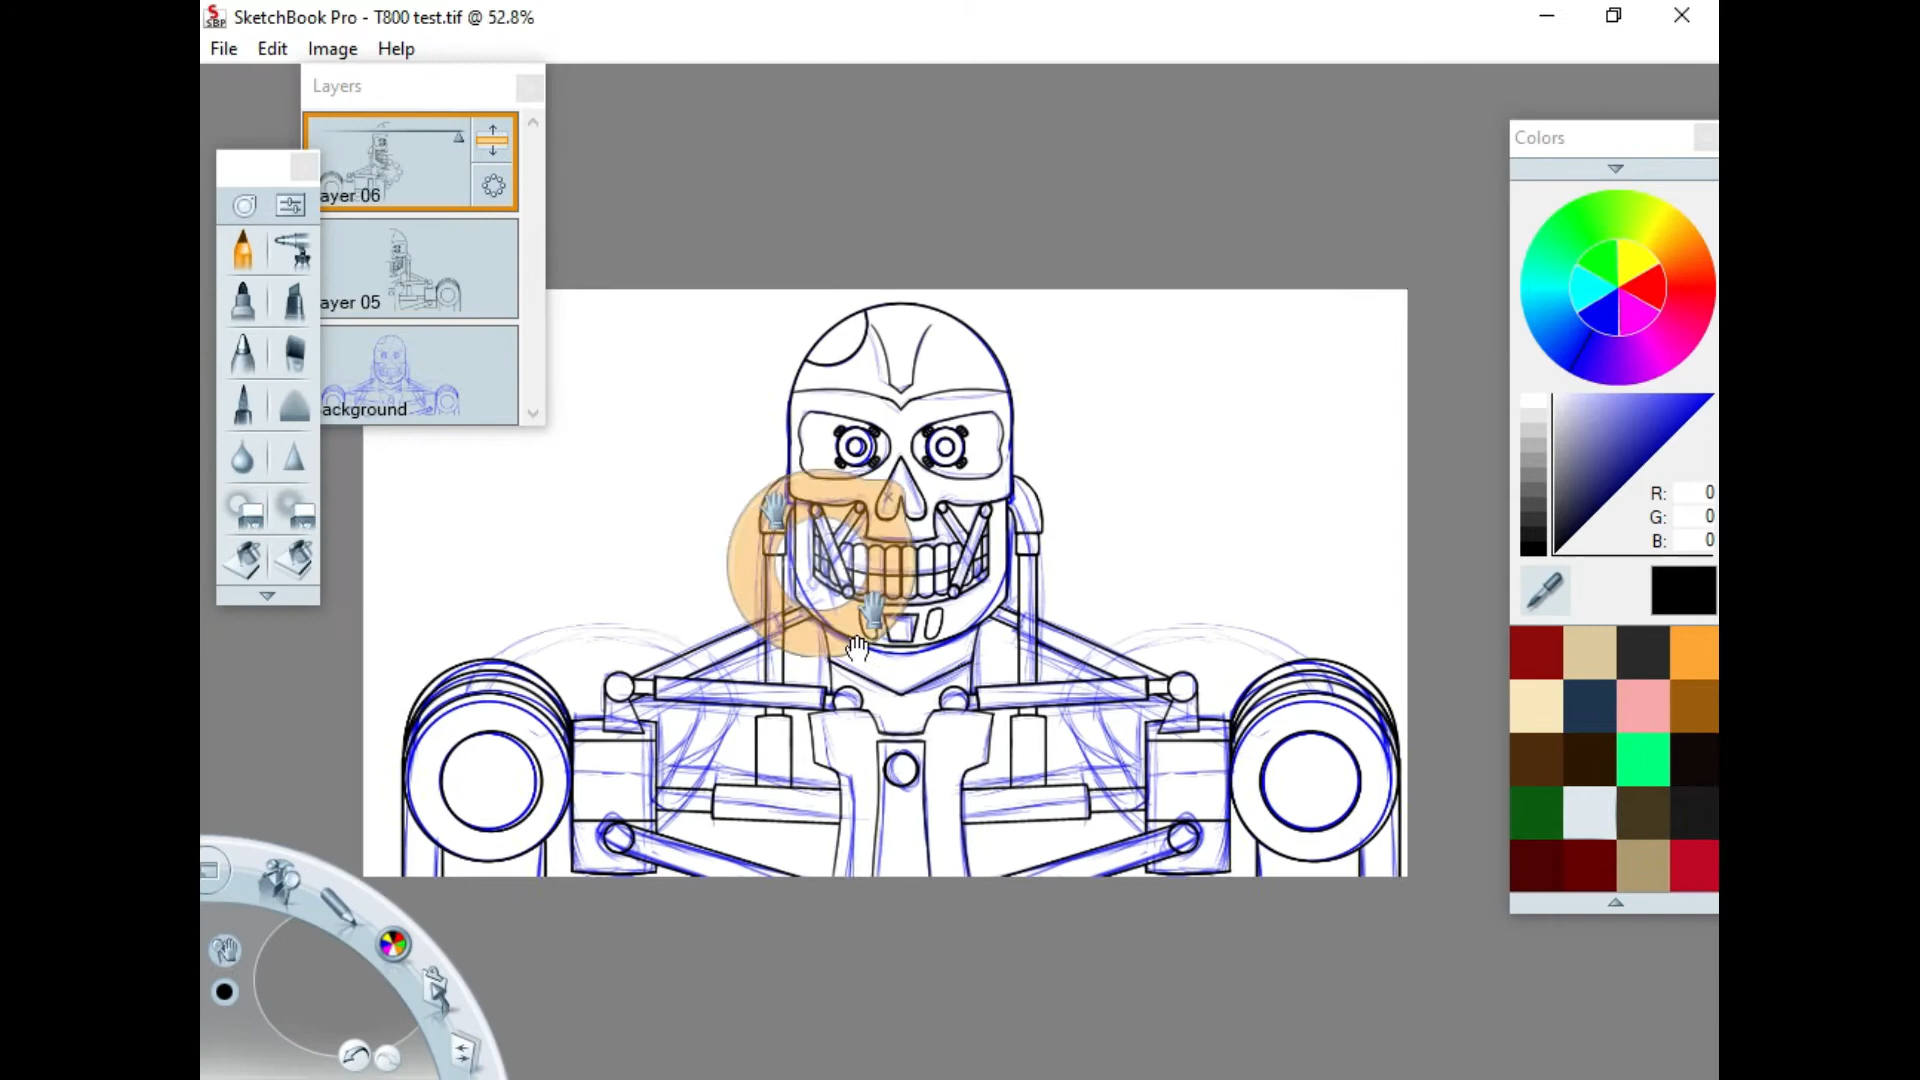 SBP
SketchBook Pro - T800 test.tif @ 52.8%
File Edit Image Help
Layers
ayer 06
ayer 05
ackground
Colors
R: 0
G: 0
B: 0